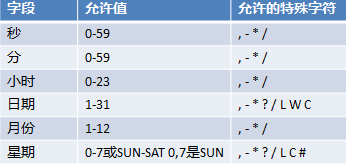 字段 允许值 允许的特殊字符
秒 0-59 , - * /
分 0-59 , - * /
小时 0-23 , - * /
日期 1-31 , - * ? / L W C
月份 1-12 , - * /
星期 0-7或SUN-SAT 0,7是SUN , - * ? / L C #